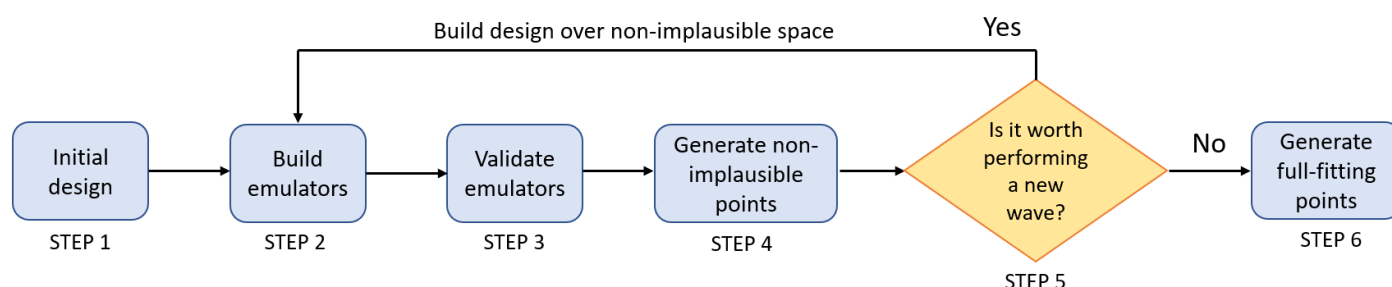 Build design over non-implausible space
Yes
Initial
design
Build
emulators
Validate
emulators
Generate non-
implausible
points
Is it worth
performing
a new
wave?
No
Generate
full-fitting
points
STEP 1
STEP 2
STEP 3
STEP 4
STEP 5
STEP 6